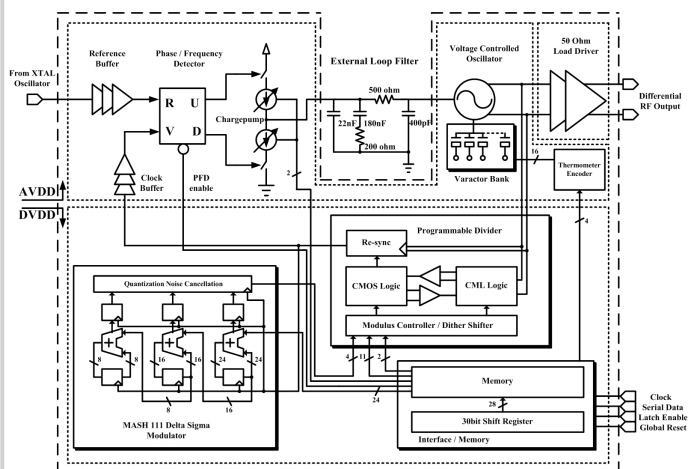 50 Ohm
Load Driver
Voltage Controlled
Oscillator
Reference
Buffer
Phase / Frequency
Detector
External Loop Filter
From XTAL
Oscillator
R U
V D
Chargepump
500 ohm
22nF
180nF
400pF
200 ohm
Differential
RF Output
Varactor Bank
16
Thermometer
Encoder
Clock
Buffer
PFD
enable
2
4
AVDD
DVDD
Programmable Divider
Re-sync
CMOS Logic
CML Logic
Modulus Controller / Dither Shifter
Quantization Noise Cancellation
8
8
16
16
24
24
8
16
MASH 111 Delta Sigma
Modulator
4
11
2
24
Memory
28
30bit Shift Register
Interface / Memory
Clock
Serial Data
Latch Enable
Global Reset